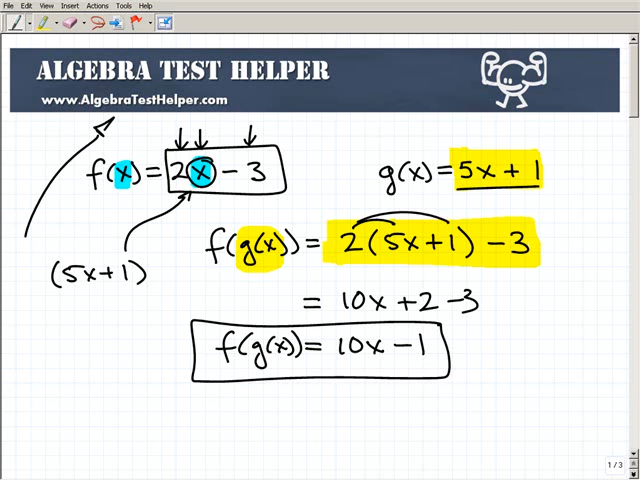 File Edit View Insert Actions Tools Help
ALGEBRA TEST HELPER
www.AlgebraTestHelper.com
f(x) = 2x - 3
g(x) = 5x + 1
f(g(x)) = 2(5x+1) - 3
(5x+1)
= 10x + 2 - 3
f(g(x)) = 10x - 1
1 / 3